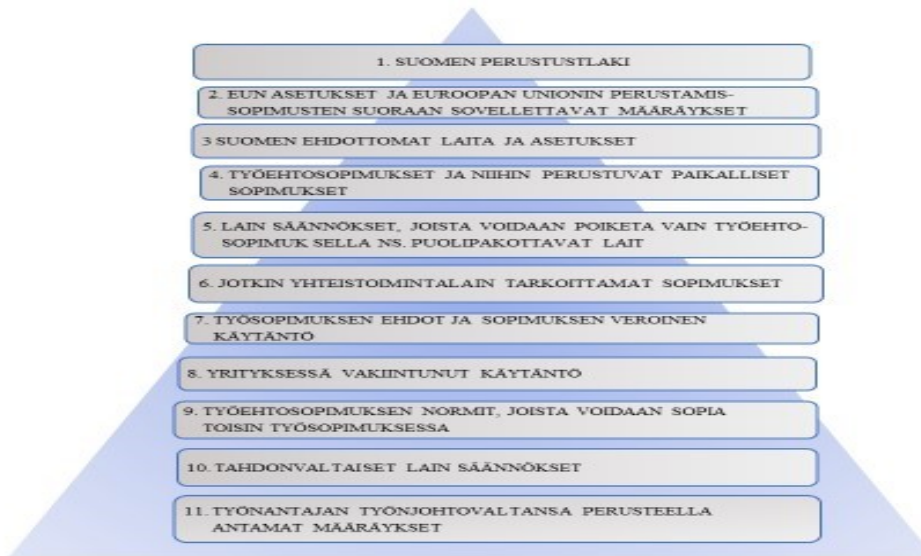 1. SUOMEN PERUSTUSTLAKI
2. EUN ASETUKSET JA EUROOPAN UNIONIN PERUSTAMIS-
SOPIMUSTEN SUORAAN SOVELLETTAVAT MÄÄRÄYKSET
3 SUOMEN EHDOTTOMAT LAITA JA ASETUKSET
4. TYÖEHTOSOPIMUKSET JA NIIHIN PERUSTUVAT PAIKALLISET
SOPIMUKSET
5. LAIN SÄÄNNÖKSET, JOISTA VOIDAAN POIKETA VAIN TYÖEHTO-
SOPIMUK SELLA NS. PUOLIPAKOTTAVAT LAIT
6. JOTKIN YHTEISTOIMINTALAIN TARKOITTAMAT SOPIMUKSET
7. TYÖSOPIMUKSEN EHDOT JA SOPIMUKSEN VEROINEN
KÄYTÄNTÖ
8. YRITYKSESSÄ VAKIINTUNUT KÄYTÄNTÖ
9. TYÖEHTOSOPIMUKSEN NORMIT, JOISTA VOIDAAN SOPIA
TOISIN TYÖSOPIMUKSESSA
10. TAHDONVALTAISET LAIN SÄÄNNÖKSET
11. TYÖNANTAJAN TYÖNJOHTOVALTANSA PERUSTEELLA
ANTAMAT MÄÄRÄYKSET